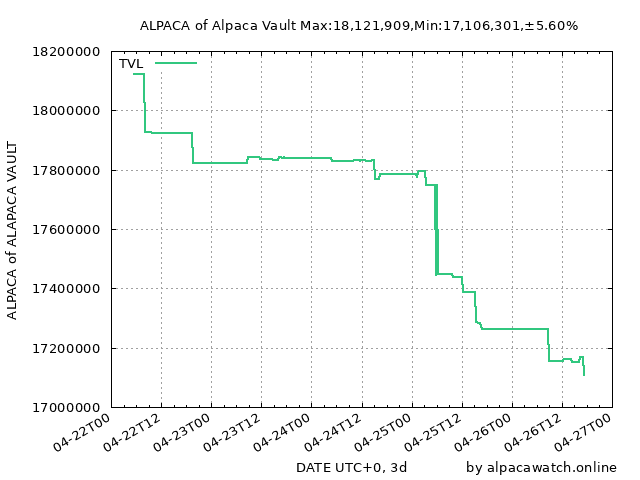 ALPACA of Alpaca Vault Max:18,121,909,Min:17,106,301,±5.60%
TVL
18200000
18000000
17800000
17600000
17400000
17200000
17000000
ALPACA of ALAPACA VAULT
04-22T00
04-22T12
04-23T00
04-23T12
04-24T00
04-24T12
04-25T00
04-25T12
04-26T00
04-26T12
04-27T00
DATE UTC+0, 3d
by alpacawatch.online